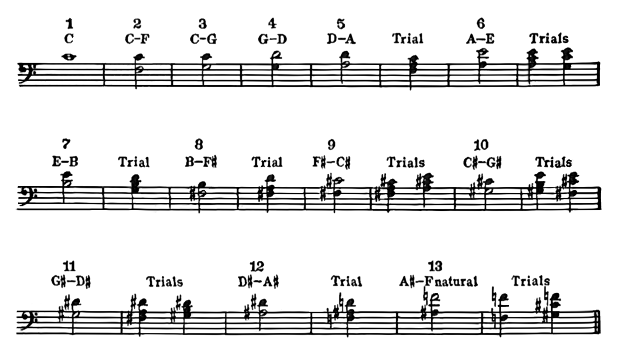 1 2 3 4 5 6
C C–F C–G G–D D–A Trial A–E Trials
7 8 9 10
E–B Trial B–F♯ Trial F♯–C♯ Trials C♯–G♯ Trials
11 12 13
G♯–D♯ Trials D♯–A♯ Trial A♯–F natural Trials